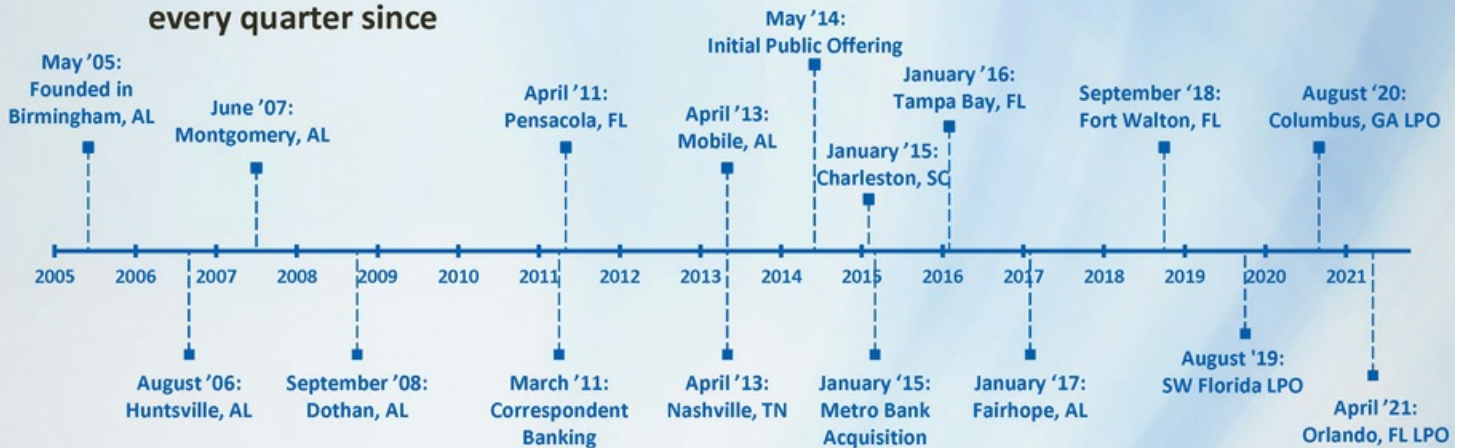 every quarter since
May ’05:
Founded in
Birmingham, AL
June ’07:
Montgomery, AL
April ’11:
Pensacola, FL
April ’13:
Mobile, AL
May ’14:
Initial Public Offering
January ’15:
Charleston, SC
January ’16:
Tampa Bay, FL
September ‘18:
Fort Walton, FL
August ’20:
Columbus, GA LPO
2005 2006 2007 2008 2009 2010 2011 2012 2013 2014 2015 2016 2017 2018 2019 2020 2021
August ’06:
Huntsville, AL
September ’08:
Dothan, AL
March ’11:
Correspondent
Banking
April ’13:
Nashville, TN
January ‘15:
Metro Bank
Acquisition
January ‘17:
Fairhope, AL
August '19:
SW Florida LPO
April ’21:
Orlando, FL LPO